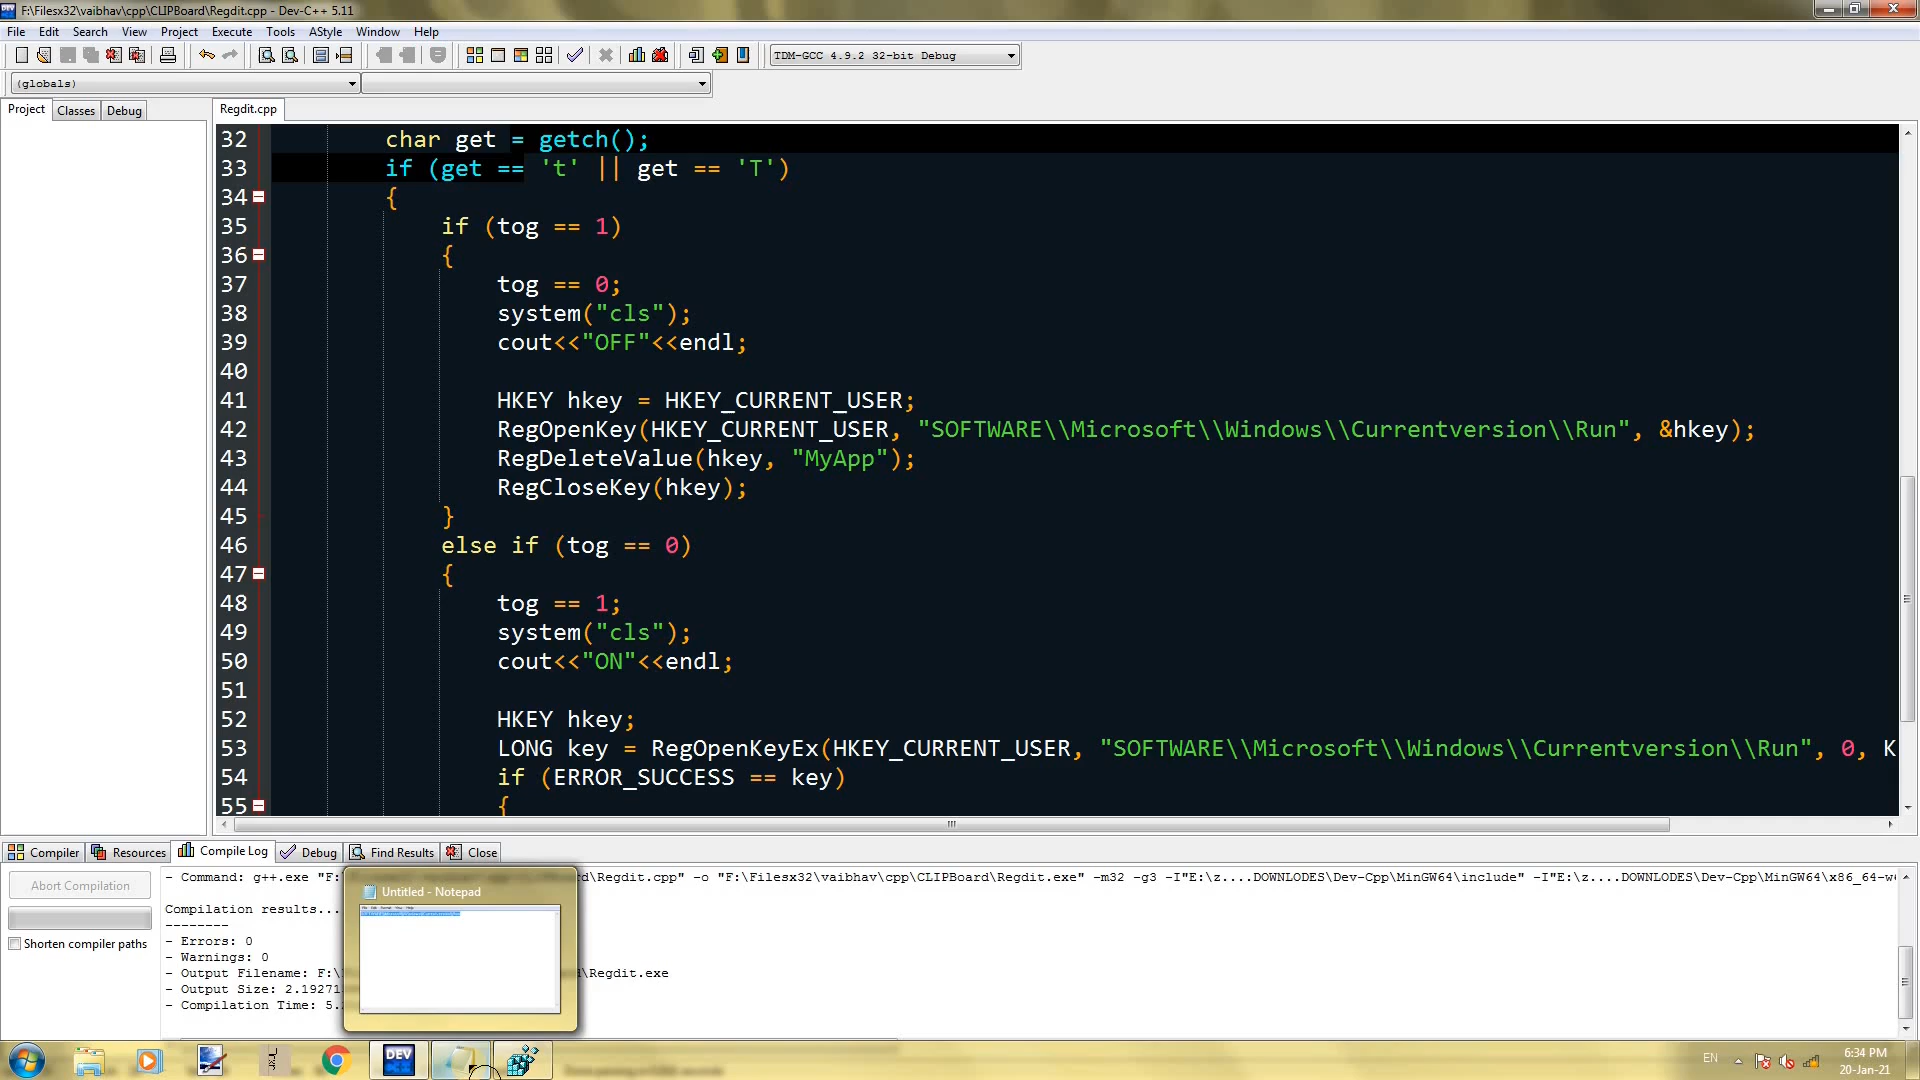 F:\Filesx32\vaibhav\cpp\CLIPBoard\Regdit.cpp - Dev-C++ 5.11
File Edit Search View Project Execute Tools AStyle Window Help
TDM-GCC 4.9.2 32-bit Debug
(globals)
Project Classes Debug
Regdit.cpp
32 char get = getch();
33 if (get == 't' || get == 'T')
34 {
35 if (tog == 1)
36 {
37 tog == 0;
38 system("cls");
39 cout<<"OFF"<<endl;
40
41 HKEY hkey = HKEY_CURRENT_USER;
42 RegOpenKey(HKEY_CURRENT_USER, "SOFTWARE\\Microsoft\\Windows\\Currentversion\\Run", &hkey);
43 RegDeleteValue(hkey, "MyApp");
44 RegCloseKey(hkey);
45 }
46 else if (tog == 0)
47 {
48 tog == 1;
49 system("cls");
50 cout<<"ON"<<endl;
51
52 HKEY hkey;
53 LONG key = RegOpenKeyEx(HKEY_CURRENT_USER, "SOFTWARE\\Microsoft\\Windows\\Currentversion\\Run", 0, K
54 if (ERROR_SUCCESS == key)
55 {
Compiler Resources Compile Log Debug Find Results Close
Abort Compilation
Shorten compiler paths
- Command: g++.exe "F: \Regdit.cpp" -o "F:\Filesx32\vaibhav\cpp\CLIPBoard\Regdit.exe" -m32 -g3 -I"E:\z....DOWNLODES\Dev-Cpp\MinGW64\include" -I"E:\z....DOWNLODES\Dev-Cpp\MinGW64\x86_64-w
Compilation results...
--------
- Errors: 0
- Warnings: 0
- Output Filename: F:\ \Regdit.exe
- Output Size: 2.19271
- Compilation Time: 5.
Untitled - Notepad
DEV
EN
6:34 PM
20-Jan-21